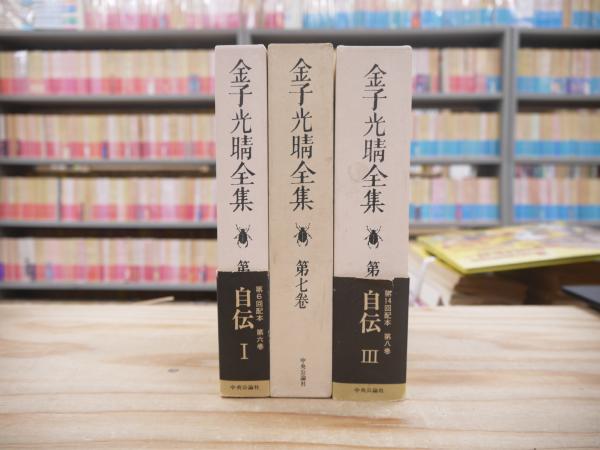 金子光晴全集
第
第6回配本 第六巻
自伝 I
中央公論社
金子光晴全集
第七巻
中央公論社
金子光晴全集
第
第14回配本 第八巻
自伝 III
中央公論社